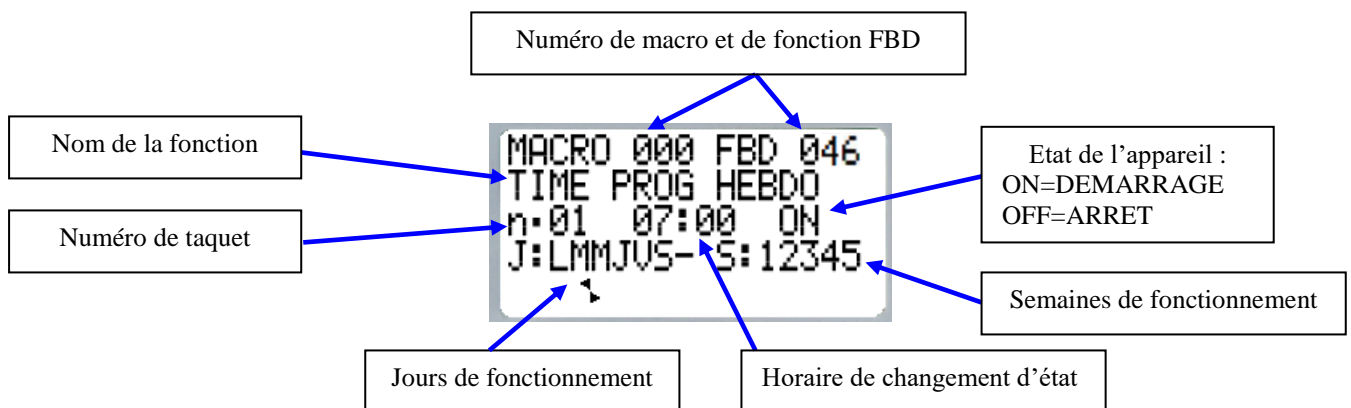 Numéro de macro et de fonction FBD
Nom de la fonction
Numéro de taquet
MACRO 000 FBD 046
TIME PROG HEBDO
n·01 07:00 ON
J:LMMJVS- S:12345
Etat de l'appareil :
ON=DEMARRAGE
OFF=ARRET
Semaines de fonctionnement
Jours de fonctionnement
Horaire de changement d'état